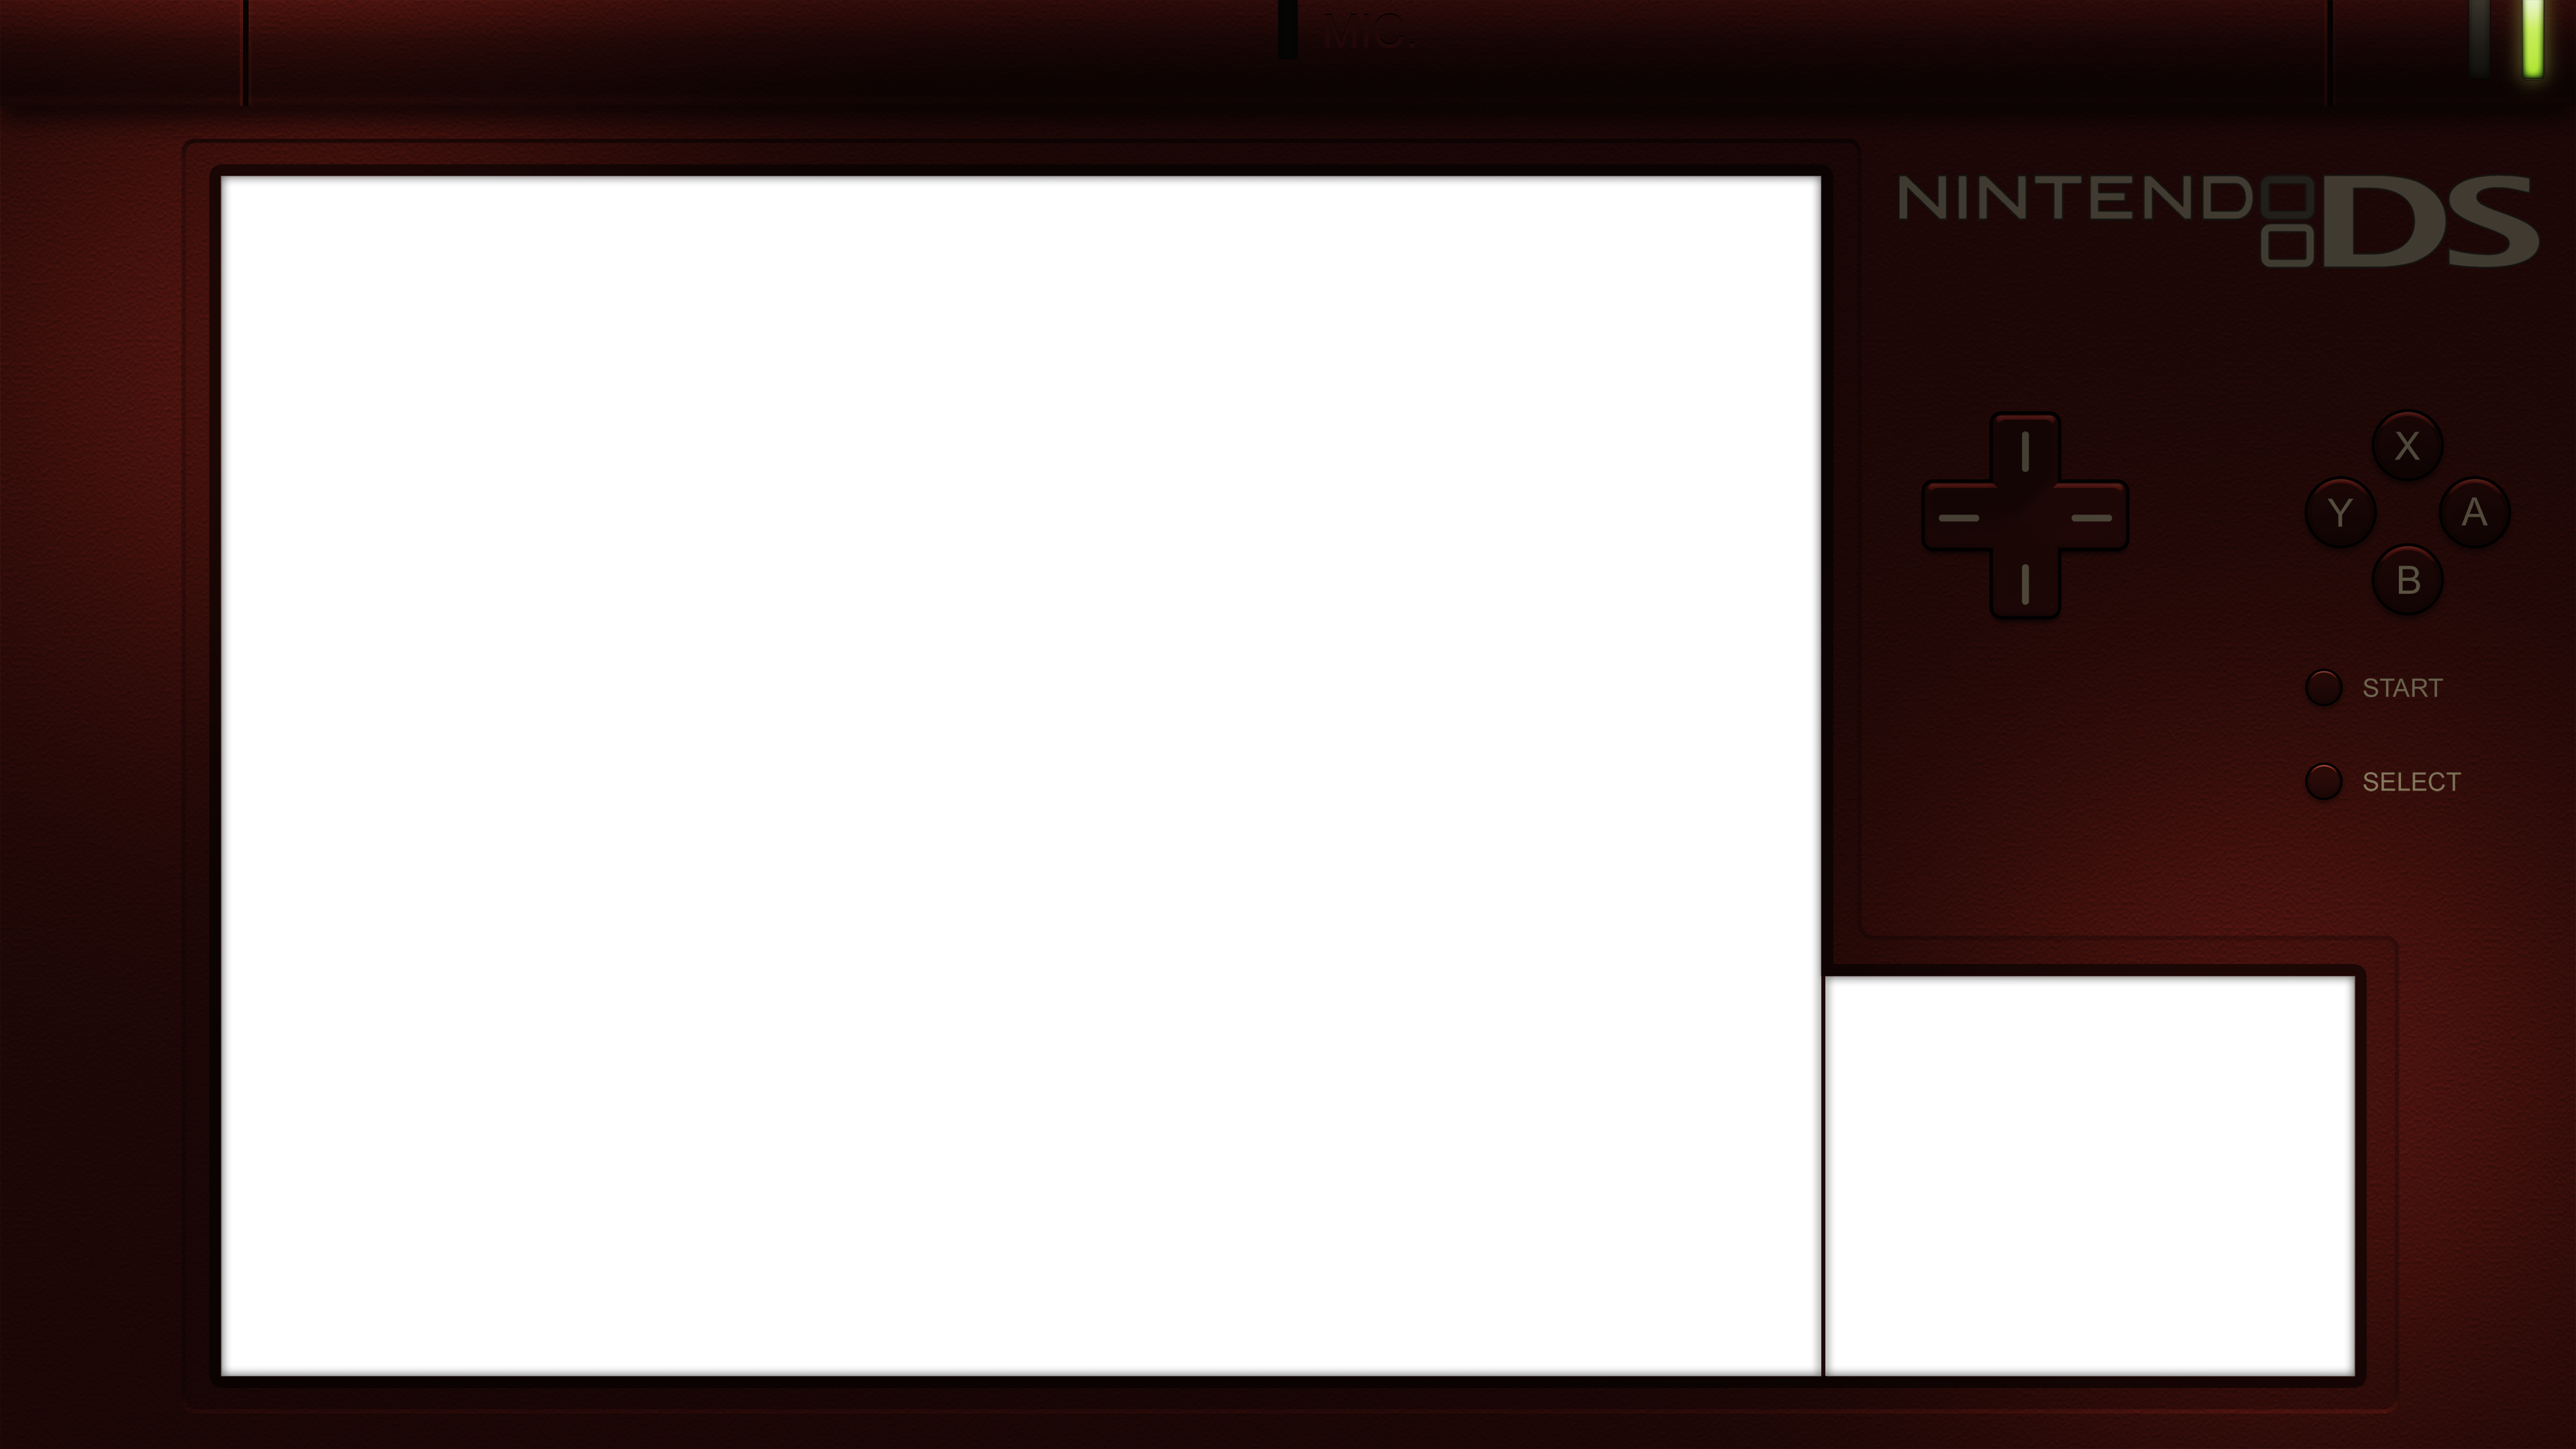 MIC.
NINTENDO DS
X
Y
A
B
START
SELECT